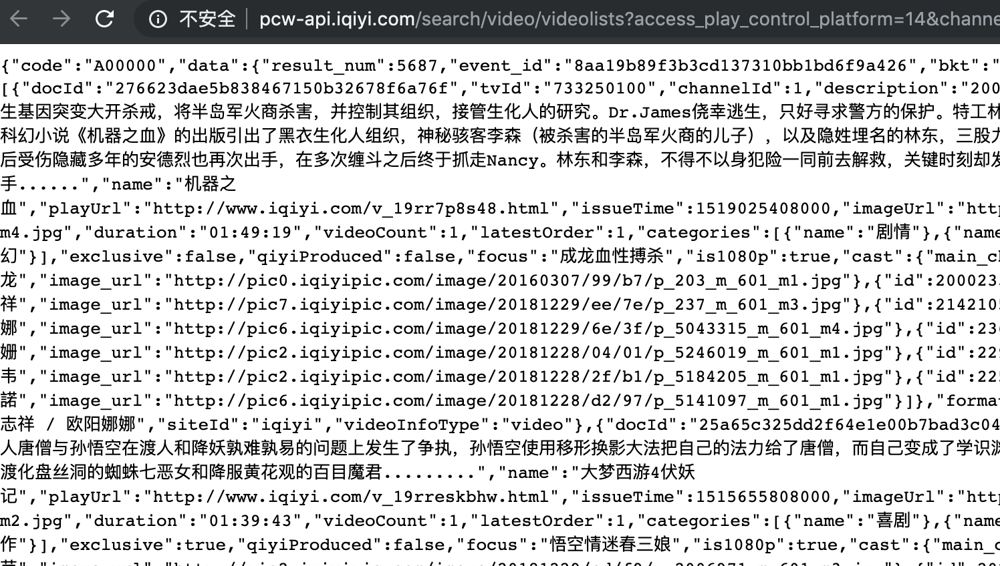 不安全 pcw-api.iqiyi.com/search/video/videolists?access_play_control_platform=14&channe
{"code":"A00000","data":{"result_num":5687,"event_id":"8aa19b89f3b3cd137310bb1bd6f9a426","bkt":"
[{"docId":"276623dae5b838467150b32678f6a76f","tvId":"733250100","channelId":1,"description":"200
生基因突变大开杀戒，将半岛军火商杀害，并控制其组织，接管生化人的研究。Dr.James侥幸逃生，只好寻求警方的保护。特工林
科幻小说《机器之血》的出版引出了黑衣生化人组织，神秘骇客李森（被杀害的半岛军火商的儿子），以及隐姓埋名的林东，三股力
后受伤隐藏多年的安德烈也再次出手，在多次缠斗之后终于抓走Nancy。林东和李森，不得不以身犯险一同前去解救，关键时刻却发
手......","name":"机器之
血","playUrl":"http://www.iqiyi.com/v_19rr7p8s48.html","issueTime":1519025408000,"imageUrl":"http
m4.jpg","duration":"01:49:19","videoCount":1,"latestOrder":1,"categories":[{"name":"剧情"},{"name
幻"}],"exclusive":false,"qiyiProduced":false,"focus":"成龙血性搏杀","is1080p":true,"cast":{"main_ch
龙","image_url":"http://pic0.iqiyipic.com/image/20160307/99/b7/p_203_m_601_m1.jpg"},{"id":200023
祥","image_url":"http://pic7.iqiyipic.com/image/20181229/ee/7e/p_237_m_601_m3.jpg"},{"id":214210
娜","image_url":"http://pic6.iqiyipic.com/image/20181229/6e/3f/p_5043315_m_601_m4.jpg"},{"id":23
姗","image_url":"http://pic2.iqiyipic.com/image/20181228/04/01/p_5246019_m_601_m1.jpg"},{"id":22
韦","image_url":"http://pic2.iqiyipic.com/image/20181228/2f/b1/p_5184205_m_601_m1.jpg"},{"id":22
諾","image_url":"http://pic6.iqiyipic.com/image/20181228/d2/97/p_5141097_m_601_m1.jpg"}]},"forma
志祥 / 欧阳娜娜","siteId":"iqiyi","videoInfoType":"video"},{"docId":"25a65c325dd2f64e1e00b7bad3c04
人唐僧与孙悟空在渡人和降妖孰难孰易的问题上发生了争执，孙悟空使用移形换影大法把自己的法力给了唐僧，而自己变成了学识渊
渡化盘丝洞的蜘蛛七恶女和降服黄花观的百目魔君.........","name":"大梦西游4伏妖
记","playUrl":"http://www.iqiyi.com/v_19rreskbhw.html","issueTime":1515655808000,"imageUrl":"http
m2.jpg","duration":"01:39:43","videoCount":1,"latestOrder":1,"categories":[{"name":"喜剧"},{"name
作"}],"exclusive":true,"qiyiProduced":false,"focus":"悟空情迷春三娘","is1080p":true,"cast":{"main_c